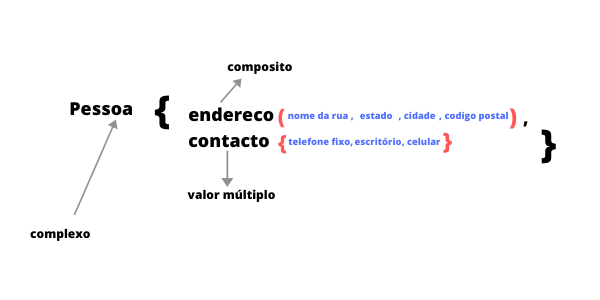 composito
Pessoa { endereco ( nome da rua , estado , cidade , codigo postal ) ,
contacto { telefone fixo, escritório, celular } }
valor múltiplo
complexo